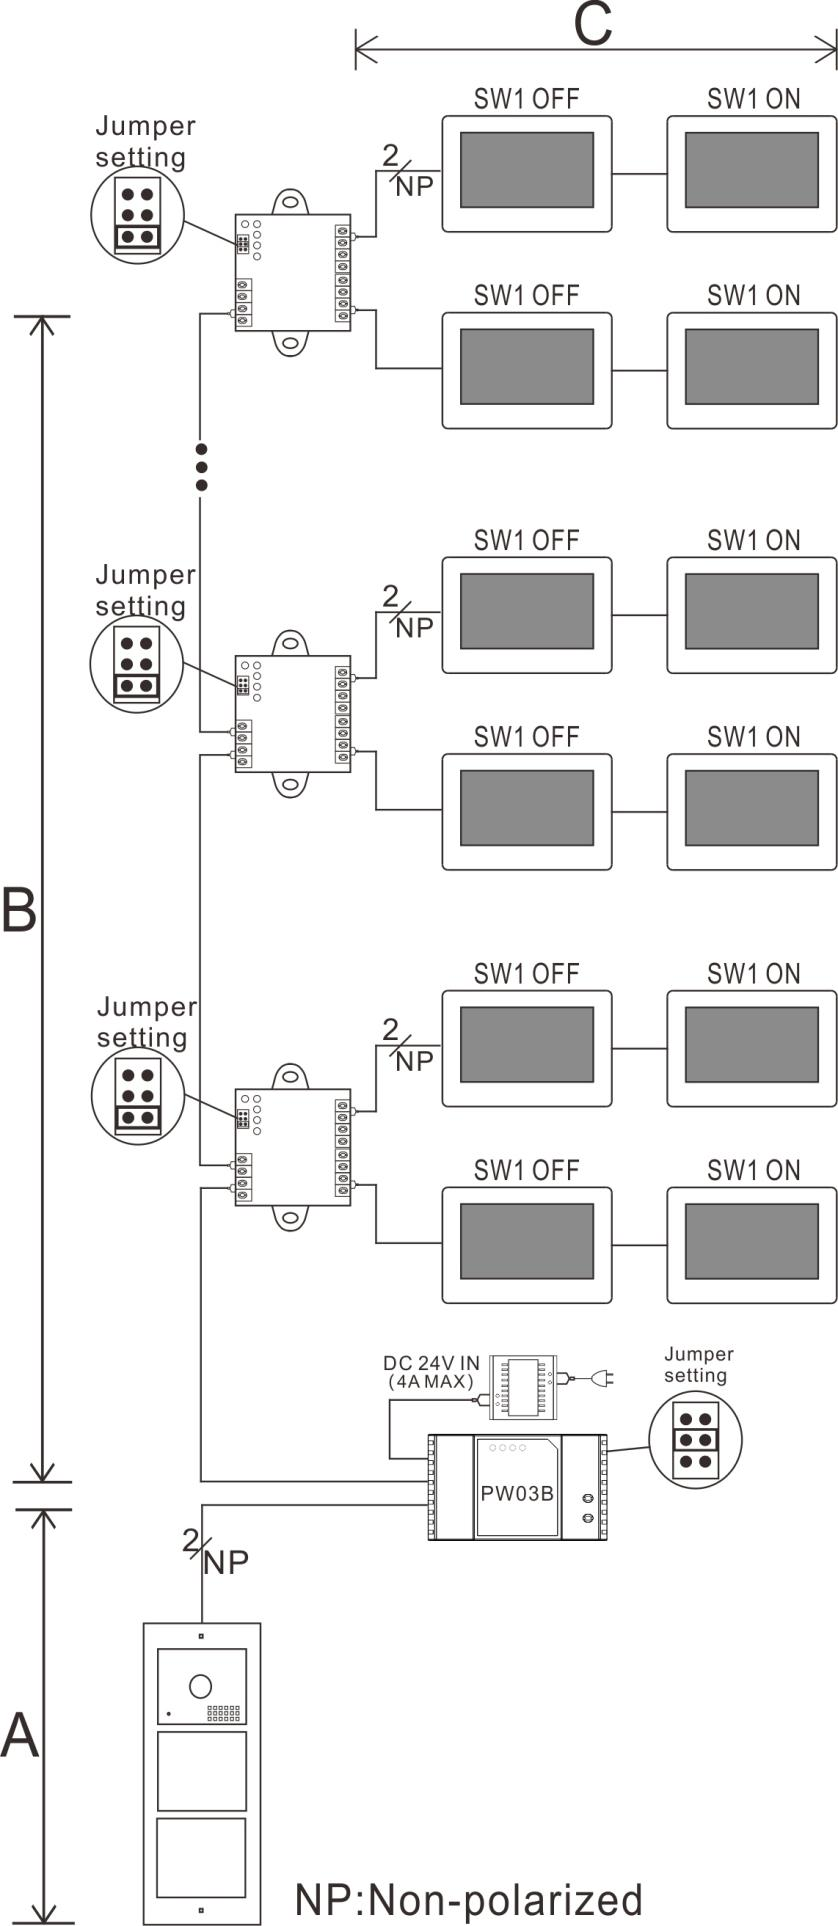 C
SW1 OFF
SW1 ON
Jumper
setting
2
NP
SW1 OFF
SW1 ON
SW1 OFF
SW1 ON
Jumper
setting
2
NP
SW1 OFF
SW1 ON
B
SW1 OFF
SW1 ON
Jumper
setting
2
NP
SW1 OFF
SW1 ON
DC 24V IN
(4A MAX)
Jumper
setting
PW03B
2
NP
A
NP:Non-polarized